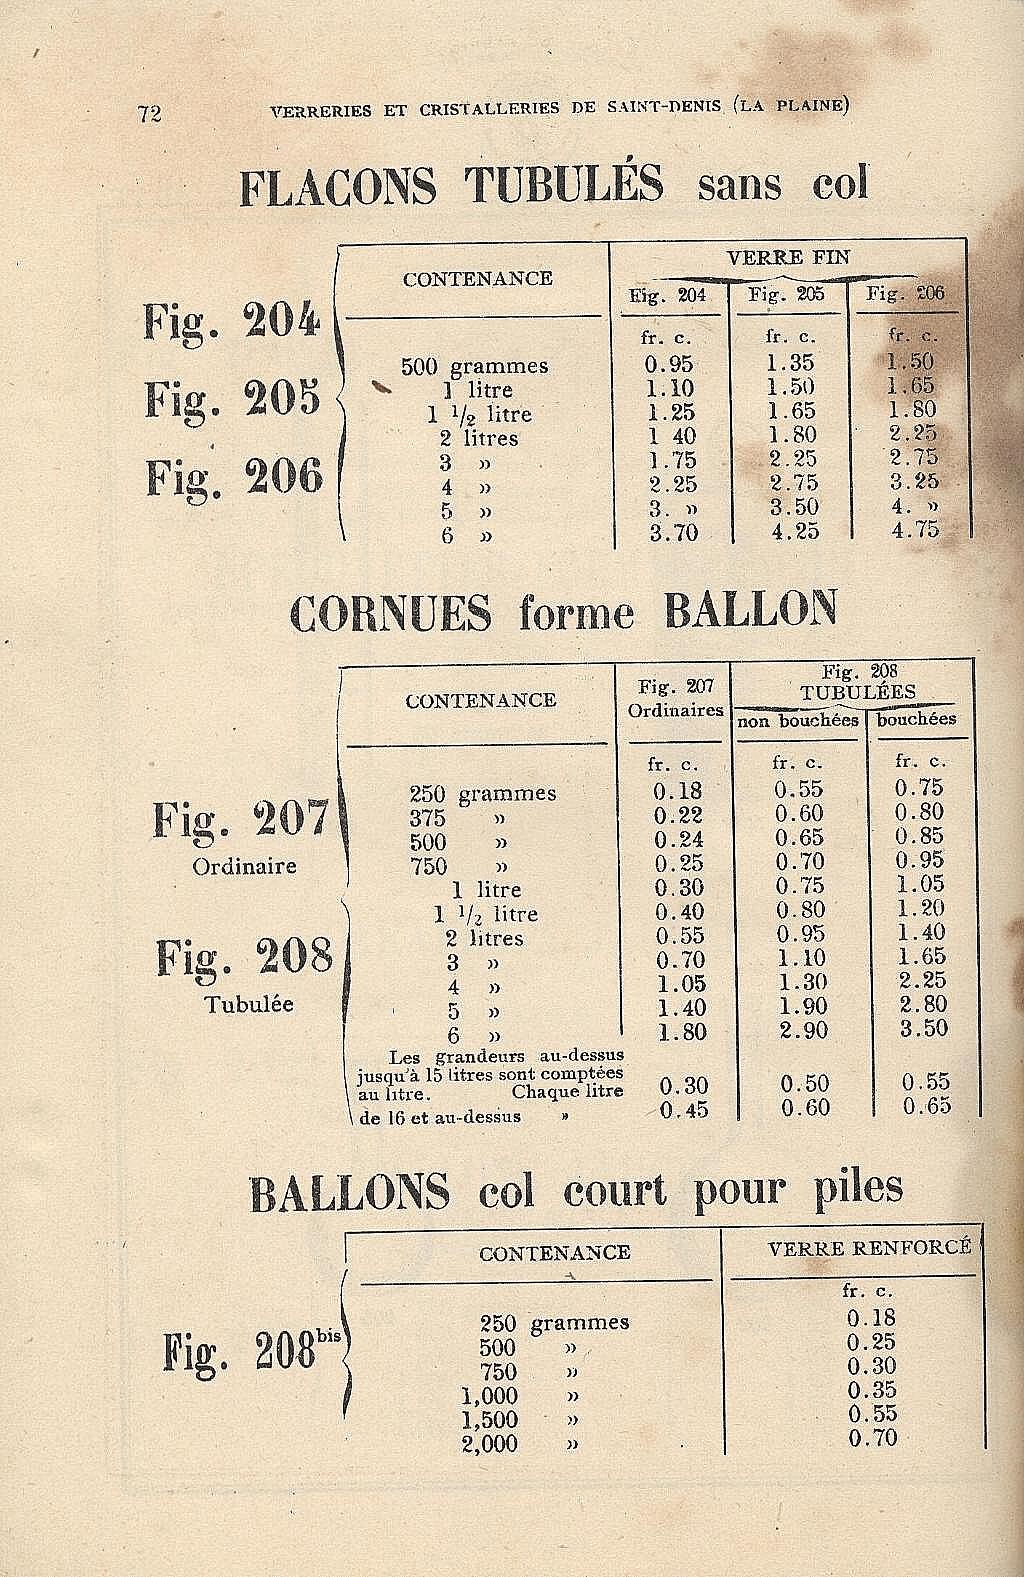 72 VERRERIES ET CRISTALLERIES DE SAINT-DENIS (LA PLAINE)
FLACONS TUBULÉS sans col
CONTENANCE VERRE FIN
Fig. 204 Fig. 205 Fig. 206
fr. c. fr. c. fr. c.
Fig. 204
Fig. 205
Fig. 206
500 grammes 0.95 1.35 1.50
1 litre 1.10 1.50 1.65
1 1/2 litre 1.25 1.65 1.80
2 litres 1 40 1.80 2.25
3 » 1.75 2.25 2.75
4 » 2.25 2.75 3.25
5 » 3. » 3.50 4. »
6 » 3.70 4.25 4.75
CORNUES forme BALLON
CONTENANCE Fig. 207 Ordinaires Fig. 208 TUBULÉES
non bouchées bouchées
fr. c. fr. c. fr. c.
Fig. 207
Ordinaire
Fig. 208
Tubulée
250 grammes 0.18 0.55 0.75
375 » 0.22 0.60 0.80
500 » 0.24 0.65 0.85
750 » 0.25 0.70 0.95
1 litre 0.30 0.75 1.05
1 1/2 litre 0.40 0.80 1.20
2 litres 0.55 0.95 1.40
3 » 0.70 1.10 1.65
4 » 1.05 1.30 2.25
5 » 1.40 1.90 2.80
6 » 1.80 2.90 3.50
Les grandeurs au-dessus
jusqu'à 15 litres sont comptées
au litre. Chaque litre 0.30 0.50 0.55
de 16 et au-dessus » 0.45 0.60 0.65
BALLONS col court pour piles
CONTENANCE VERRE RENFORCÉ
fr. c.
Fig. 208bis
250 grammes 0.18
500 » 0.25
750 » 0.30
1,000 » 0.35
1,500 » 0.55
2,000 » 0.70